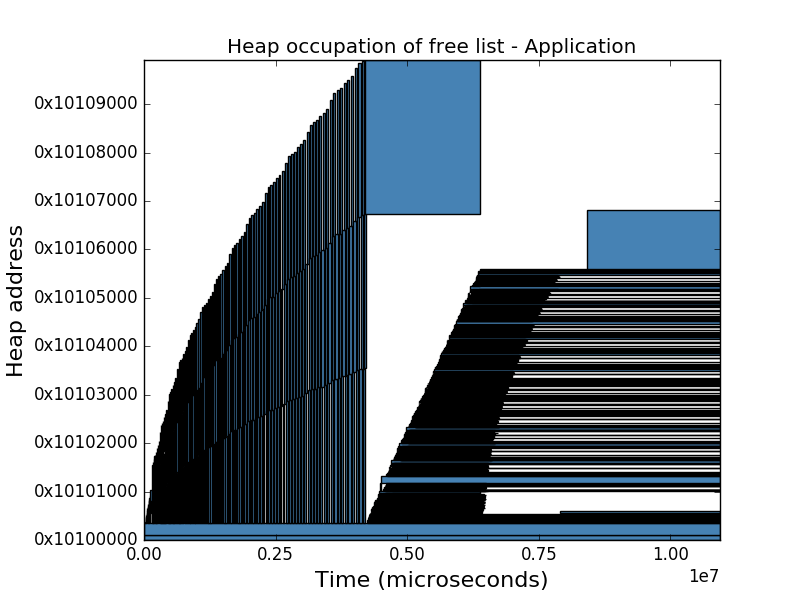 Heap occupation of free list - Application
Heap address
0x10109000
0x10108000
0x10107000
0x10106000
0x10105000
0x10104000
0x10103000
0x10102000
0x10101000
0x10100000
0.00 0.25 0.50 0.75 1.00
1e7
Time (microseconds)